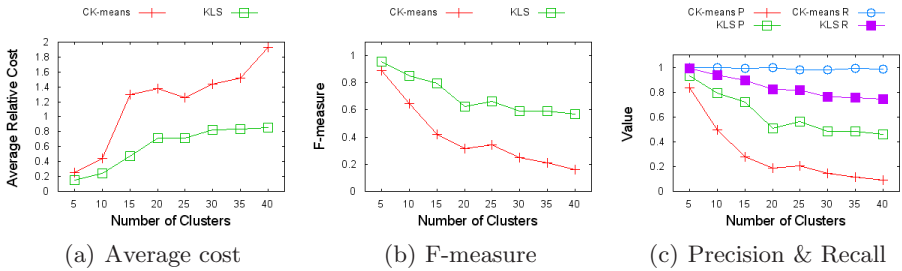 CK-means KLS
Average Relative Cost
2
1.8
1.6
1.4
1.2
1
0.8
0.6
0.4
0.2
0
5 10 15 20 25 30 35 40
Number of Clusters
(a) Average cost
CK-means KLS
F-measure
1
0.8
0.6
0.4
0.2
0
5 10 15 20 25 30 35 40
Number of Clusters
(b) F-measure
CK-means P CK-means R
KLS P KLS R
Value
1
0.8
0.6
0.4
0.2
0
5 10 15 20 25 30 35 40
Number of Clusters
(c) Precision & Recall